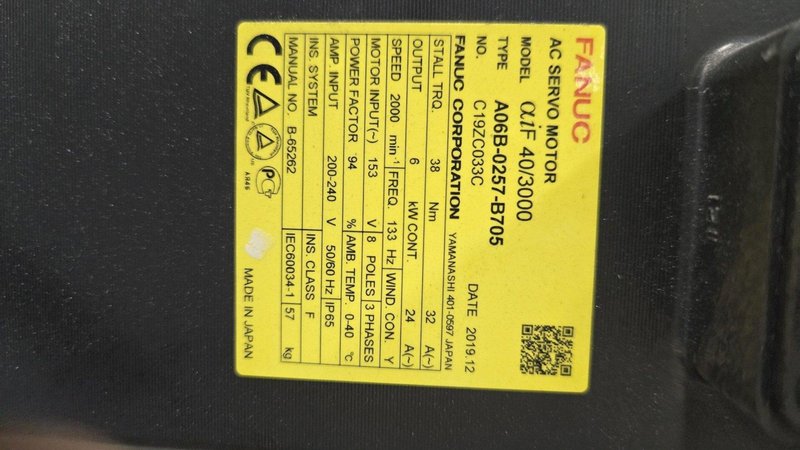 FANUC
AC SERVO MOTOR
MODEL αiF 40/3000
TYPE A06B-0257-B705
NO. C19ZC033C DATE 2019.12
FANUC CORPORATION YAMANASHI 401-0597 JAPAN
STALL TRQ. 38 Nm 32 A(~)
OUTPUT 6 kW CONT. 24 A(~)
SPEED 2000 min⁻¹ FREQ. 133 Hz WIND. CON. Y
MOTOR INPUT(~) 153 V 8 POLES 3 PHASES
POWER FACTOR 94 % AMB. TEMP. 0-40 ℃
AMP. INPUT 200-240 V 50/60 Hz IP65
INS. SYSTEM INS. CLASS F
MANUAL NO. B-65262 IEC60034-1 57 kg
CE MADE IN JAPAN